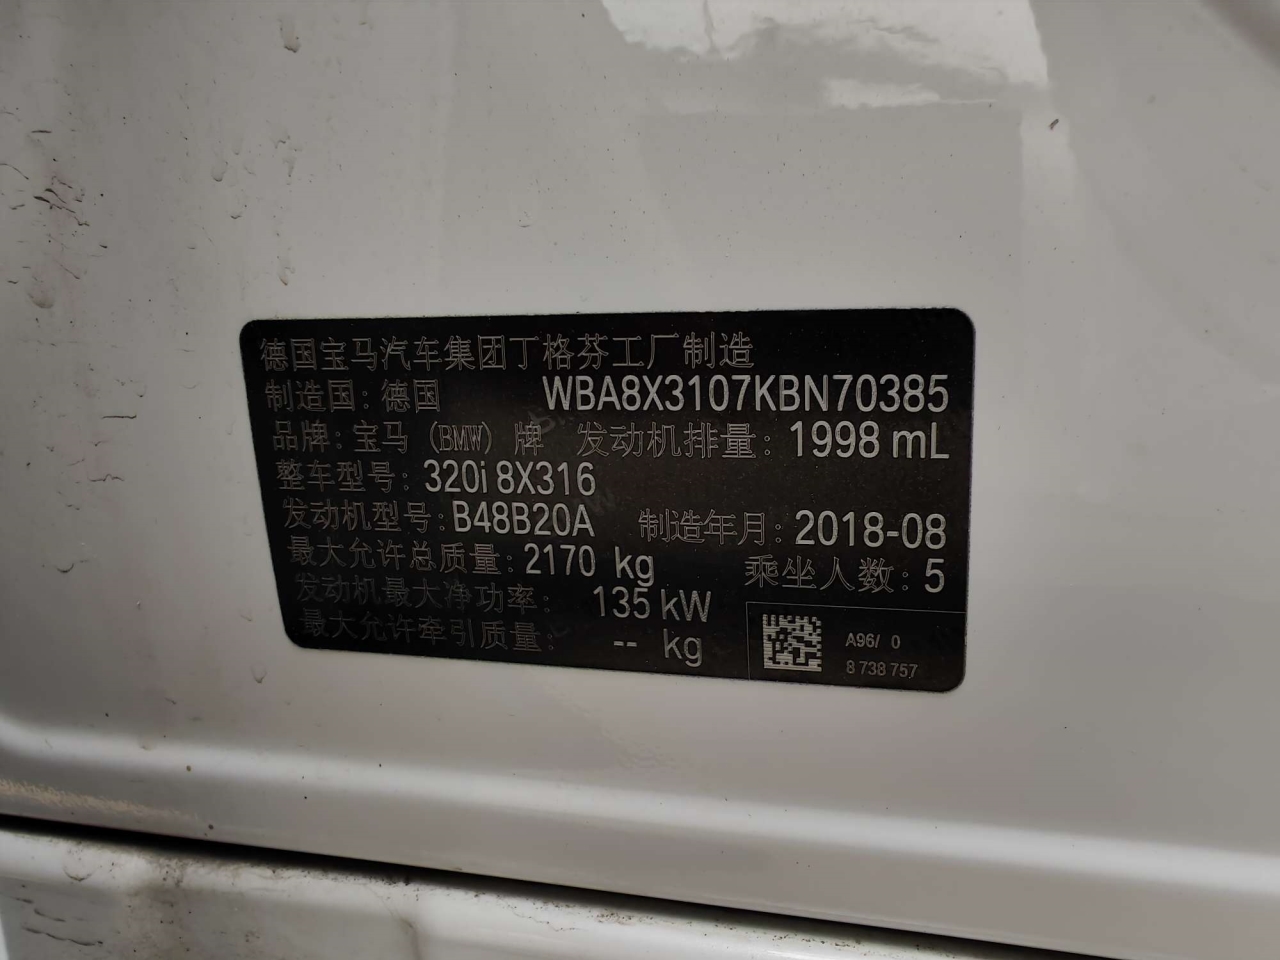 德国宝马汽车集团丁格芬工厂制造
制造国：德国 WBA8X3107KBN70385
品牌：宝马 (BMW) 牌 发动机排量：1998 mL
整车型号：320i 8X316
发动机型号：B48B20A 制造年月：2018-08
最大允许总质量：2170 kg 乘坐人数：5
发动机最大净功率： 135 kW
最大允许牵引质量： -- kg
A96/ 0
8 738 757